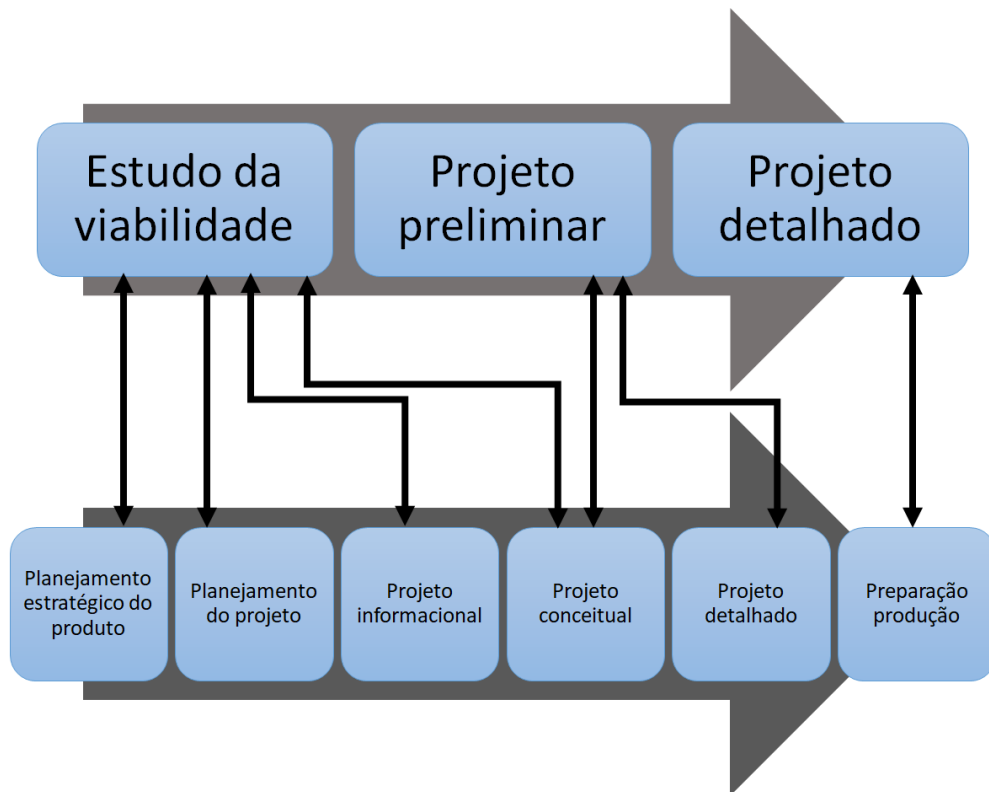 Estudo da
viabilidade
Projeto
preliminar
Projeto
detalhado
Planejamento
estratégico do
produto
Planejamento
do projeto
Projeto
informacional
Projeto
conceitual
Projeto
detalhado
Preparação
produção